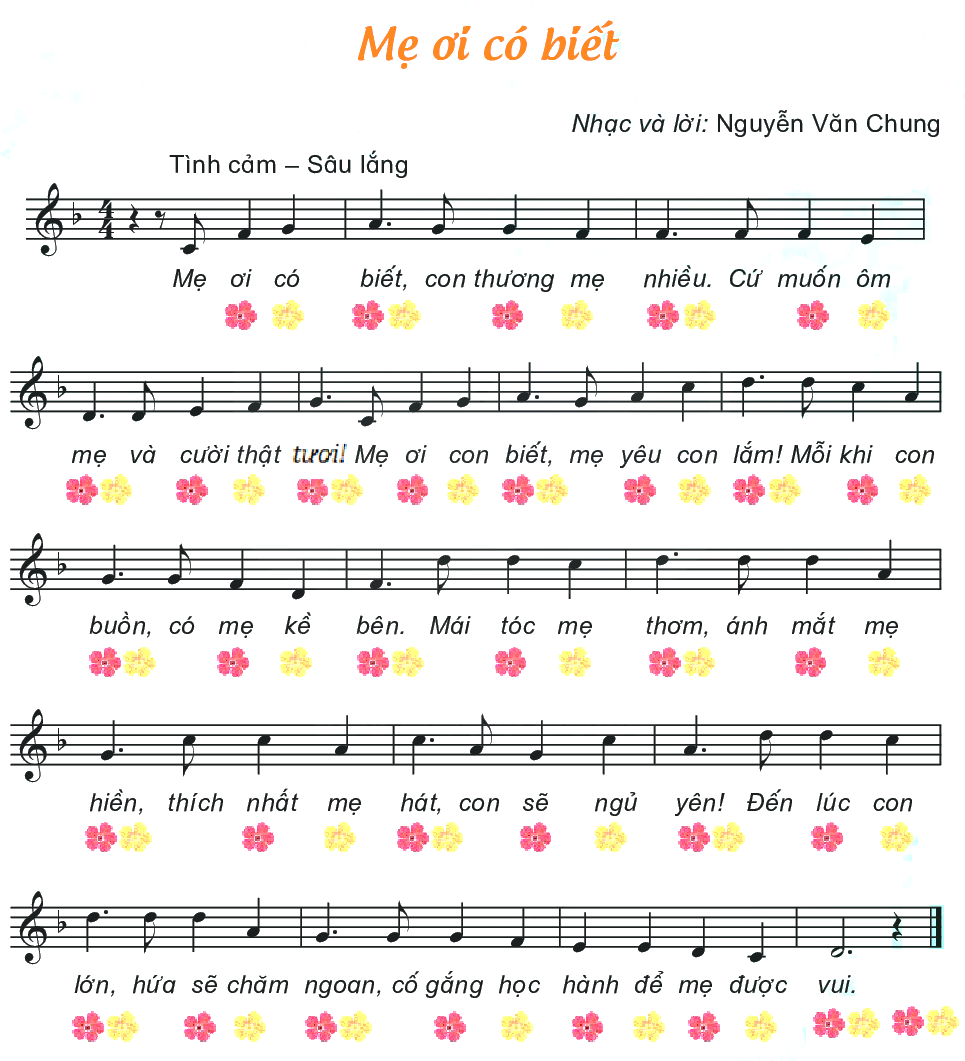 Mẹ ơi có biết
Nhạc và lời: Nguyễn Văn Chung
Tình cảm – Sâu lắng
4
4
Mẹ ơi có biết, con thương mẹ nhiều. Cứ muốn ôm
mẹ và cười thật tươi! Mẹ ơi con biết, mẹ yêu con lắm! Mỗi khi con
buồn, có mẹ kề bên. Mái tóc mẹ thơm, ánh mắt mẹ
hiền, thích nhất mẹ hát, con sẽ ngủ yên! Đến lúc con
lớn, hứa sẽ chăm ngoan, cố gắng học hành để mẹ được vui.